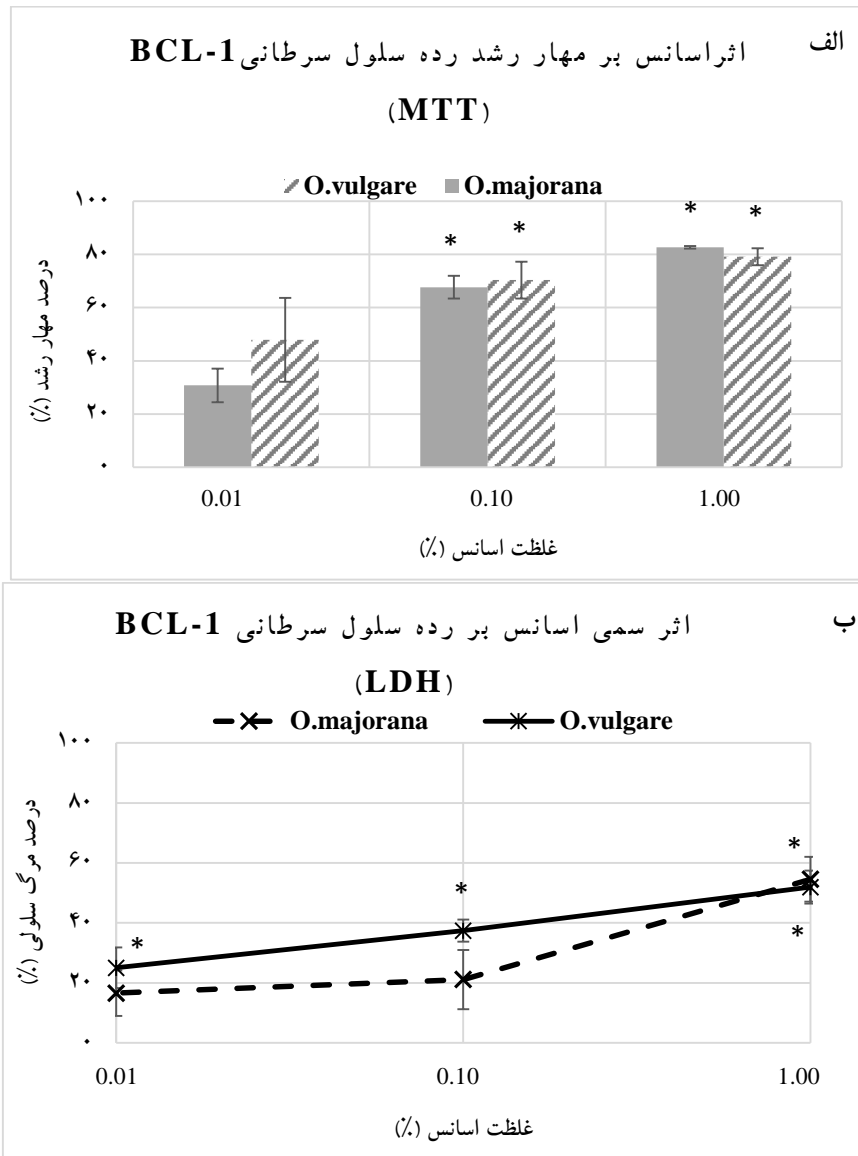 الف
اثراسانس بر مهار رشد رده سلول سرطانی BCL-1
(MTT)
O.vulgare O.majorana
درصد مهار رشد (٪)
۱۰۰
* *
* *
۸۰
۶۰
۴۰
۲۰
۰
0.01 0.10 1.00
غلظت اسانس (٪)
ب
اثر سمی اسانس بر رده سلول سرطانی BCL-1
(LDH)
O.majorana O.vulgare
درصد مرگ سلولی (٪)
۱۰۰
۸۰
*
۶۰
*
۴۰
* *
۲۰
۰
0.01 0.10 1.00
غلظت اسانس (٪)